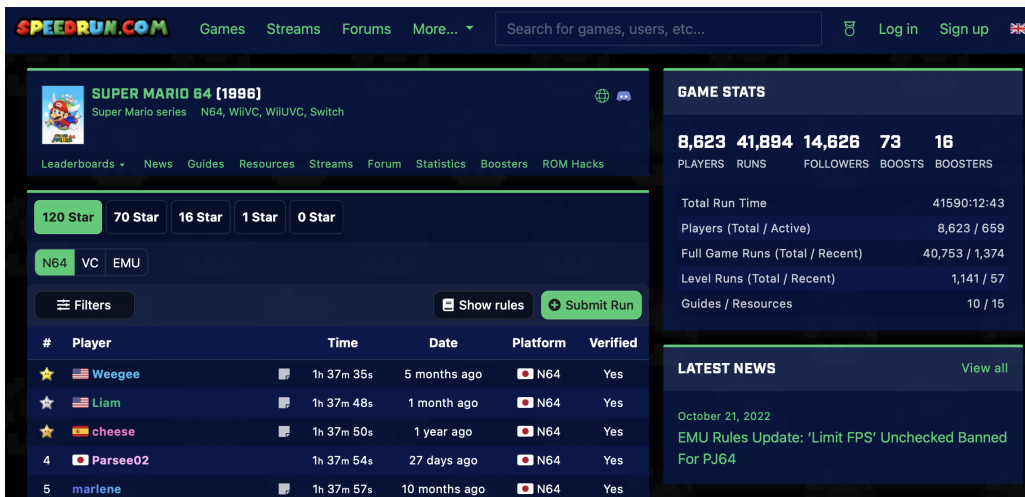 SPEEDRUN.COM Games Streams Forums More... Search for games, users, etc... Log in Sign up
SUPER MARIO 64 [1996]
Super Mario series N64, WiiVC, WiiUVC, Switch
Leaderboards News Guides Resources Streams Forum Statistics Boosters ROM Hacks
120 Star 70 Star 16 Star 1 Star 0 Star
N64 VC EMU
Filters Show rules Submit Run
# Player Time Date Platform Verified
Weegee 1h 37m 35s 5 months ago N64 Yes
Liam 1h 37m 48s 1 month ago N64 Yes
cheese 1h 37m 50s 1 year ago N64 Yes
4 Parsee02 1h 37m 54s 27 days ago N64 Yes
5 marlene 1h 37m 57s 10 months ago N64 Yes
GAME STATS
8,623 41,894 14,626 73 16
PLAYERS RUNS FOLLOWERS BOOSTS BOOSTERS
Total Run Time 41590:12:43
Players (Total / Active) 8,623 / 659
Full Game Runs (Total / Recent) 40,753 / 1,374
Level Runs (Total / Recent) 1,141 / 57
Guides / Resources 10 / 15
LATEST NEWS View all
October 21, 2022
EMU Rules Update: 'Limit FPS' Unchecked Banned
For PJ64